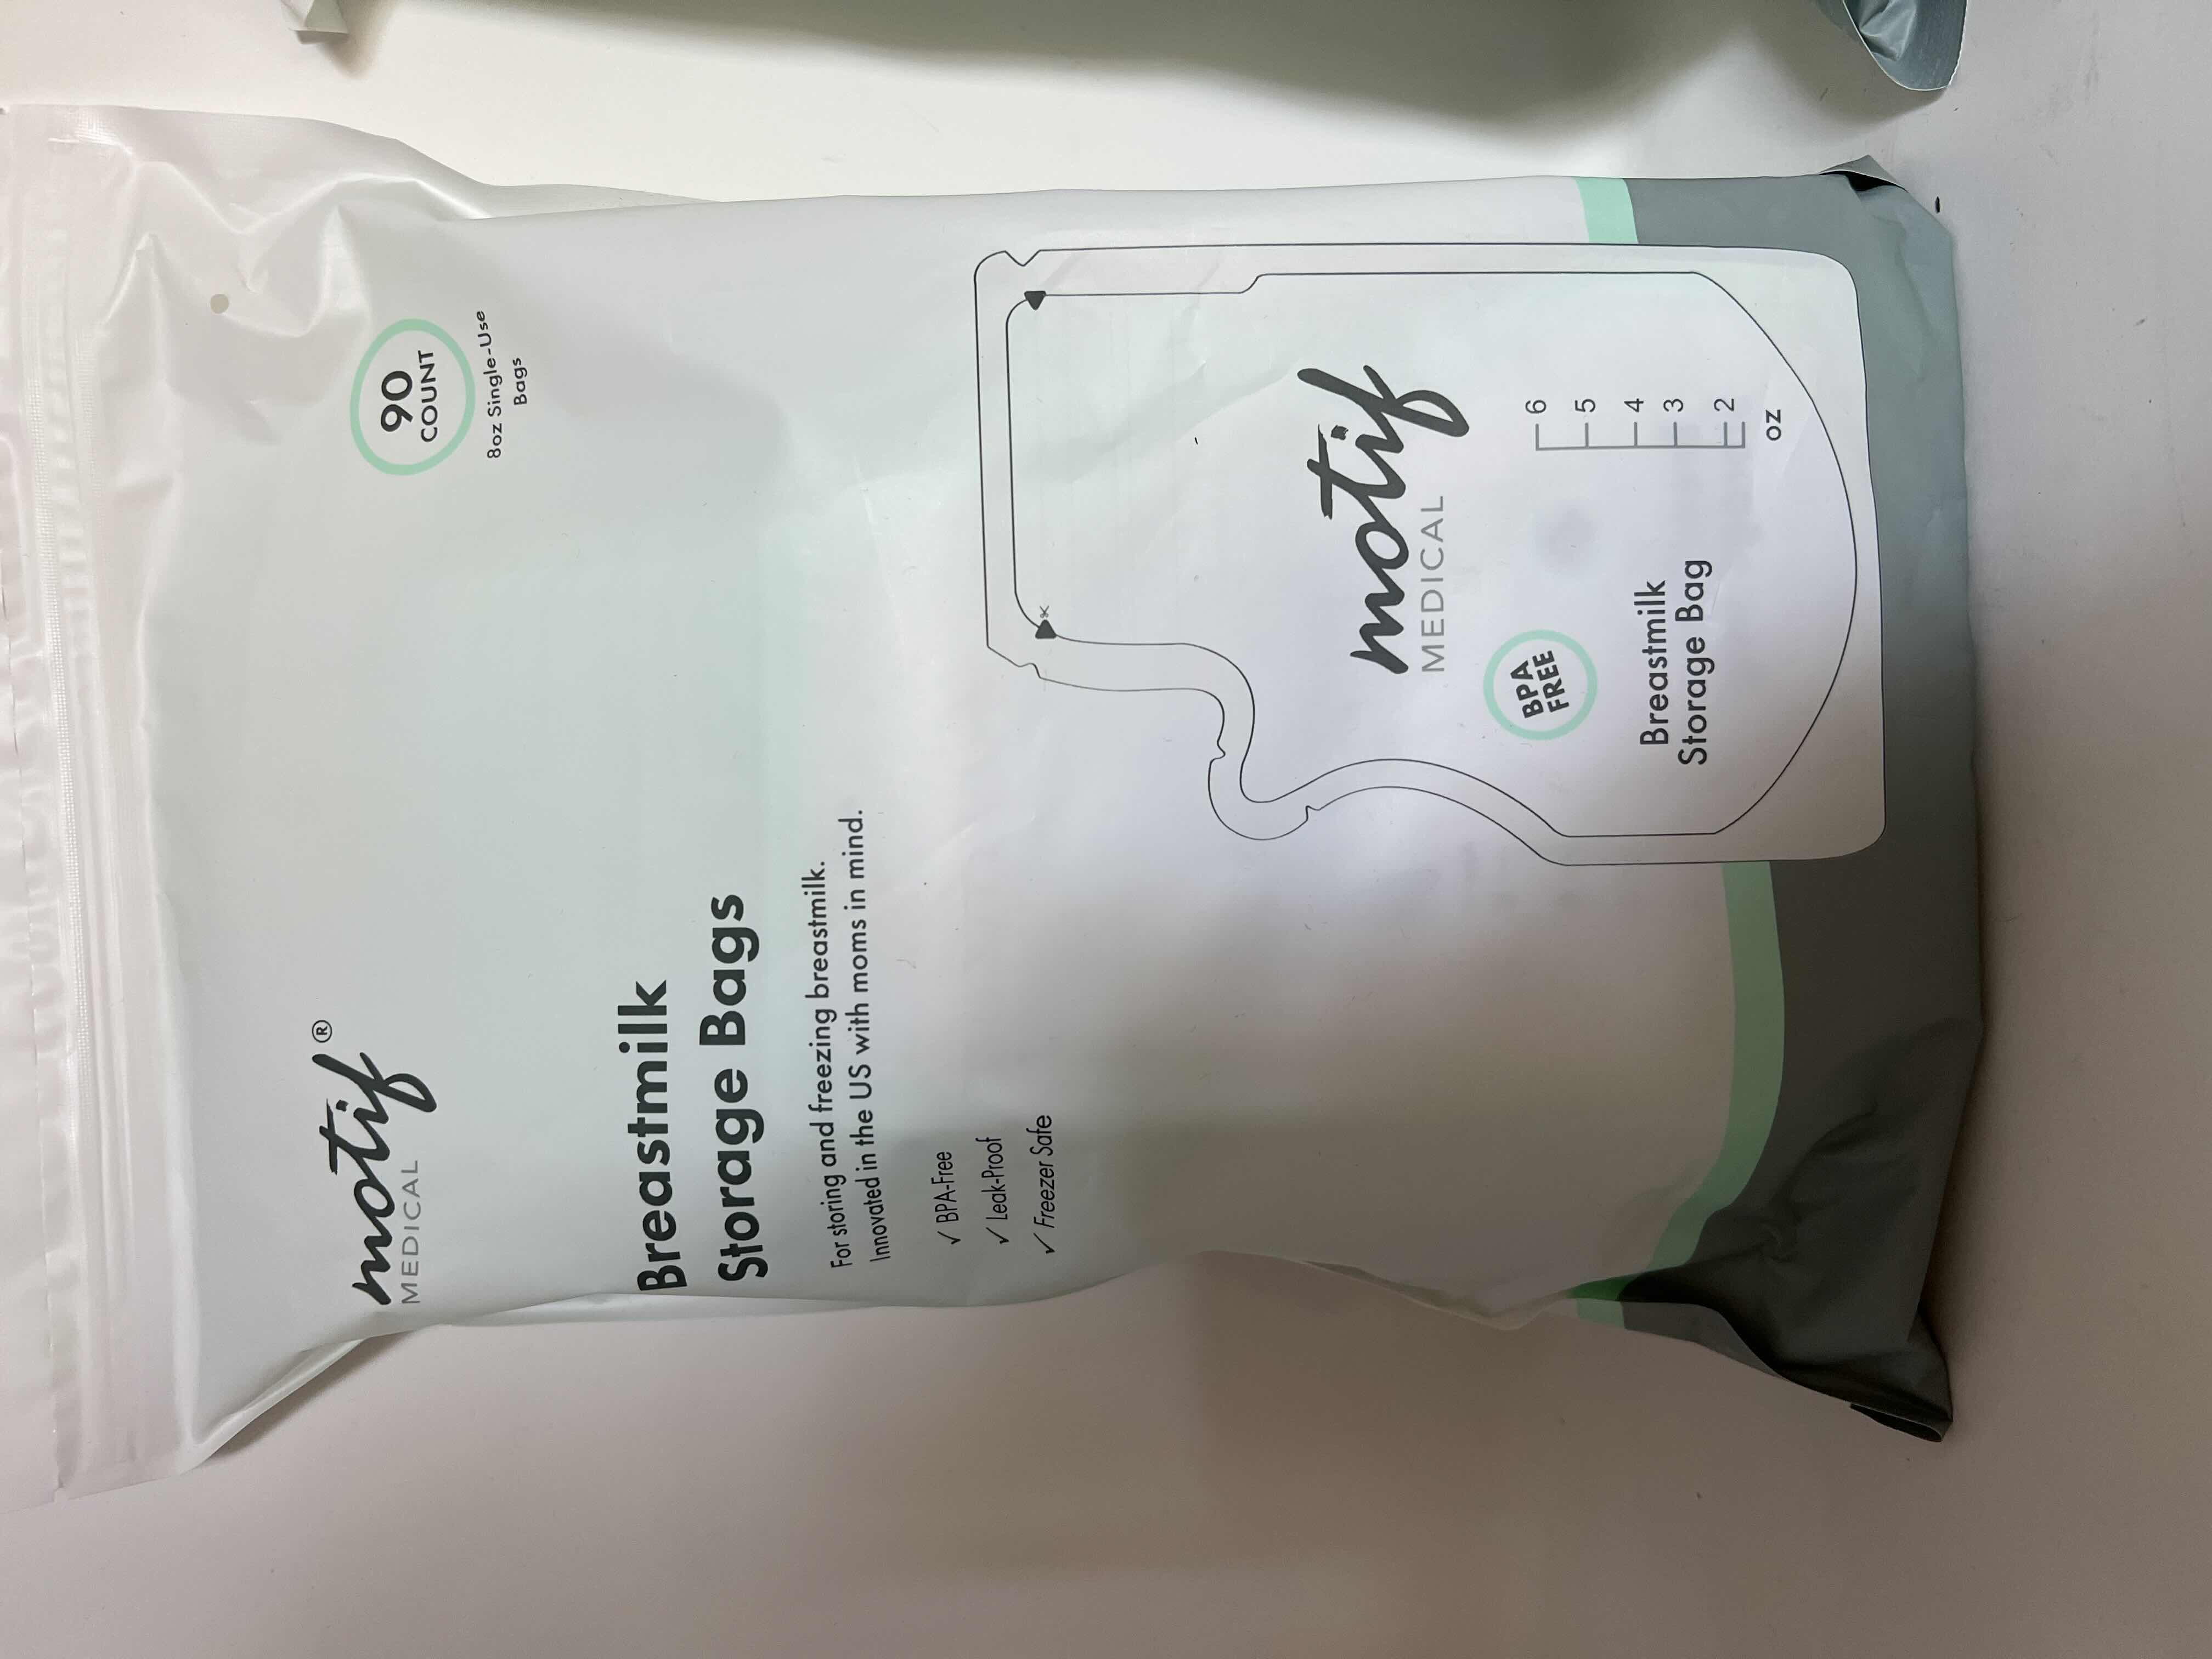 motif®
MEDICAL
90
COUNT
8oz Single-Use
Bags
Breastmilk
Storage Bags
For storing and freezing breastmilk.
Innovated in the US with moms in mind.
✓ BPA-Free
✓ Leak-Proof
✓ Freezer Safe
motif
MEDICAL
BPA
FREE
Breastmilk
Storage Bag
6
5
4
3
2
oz